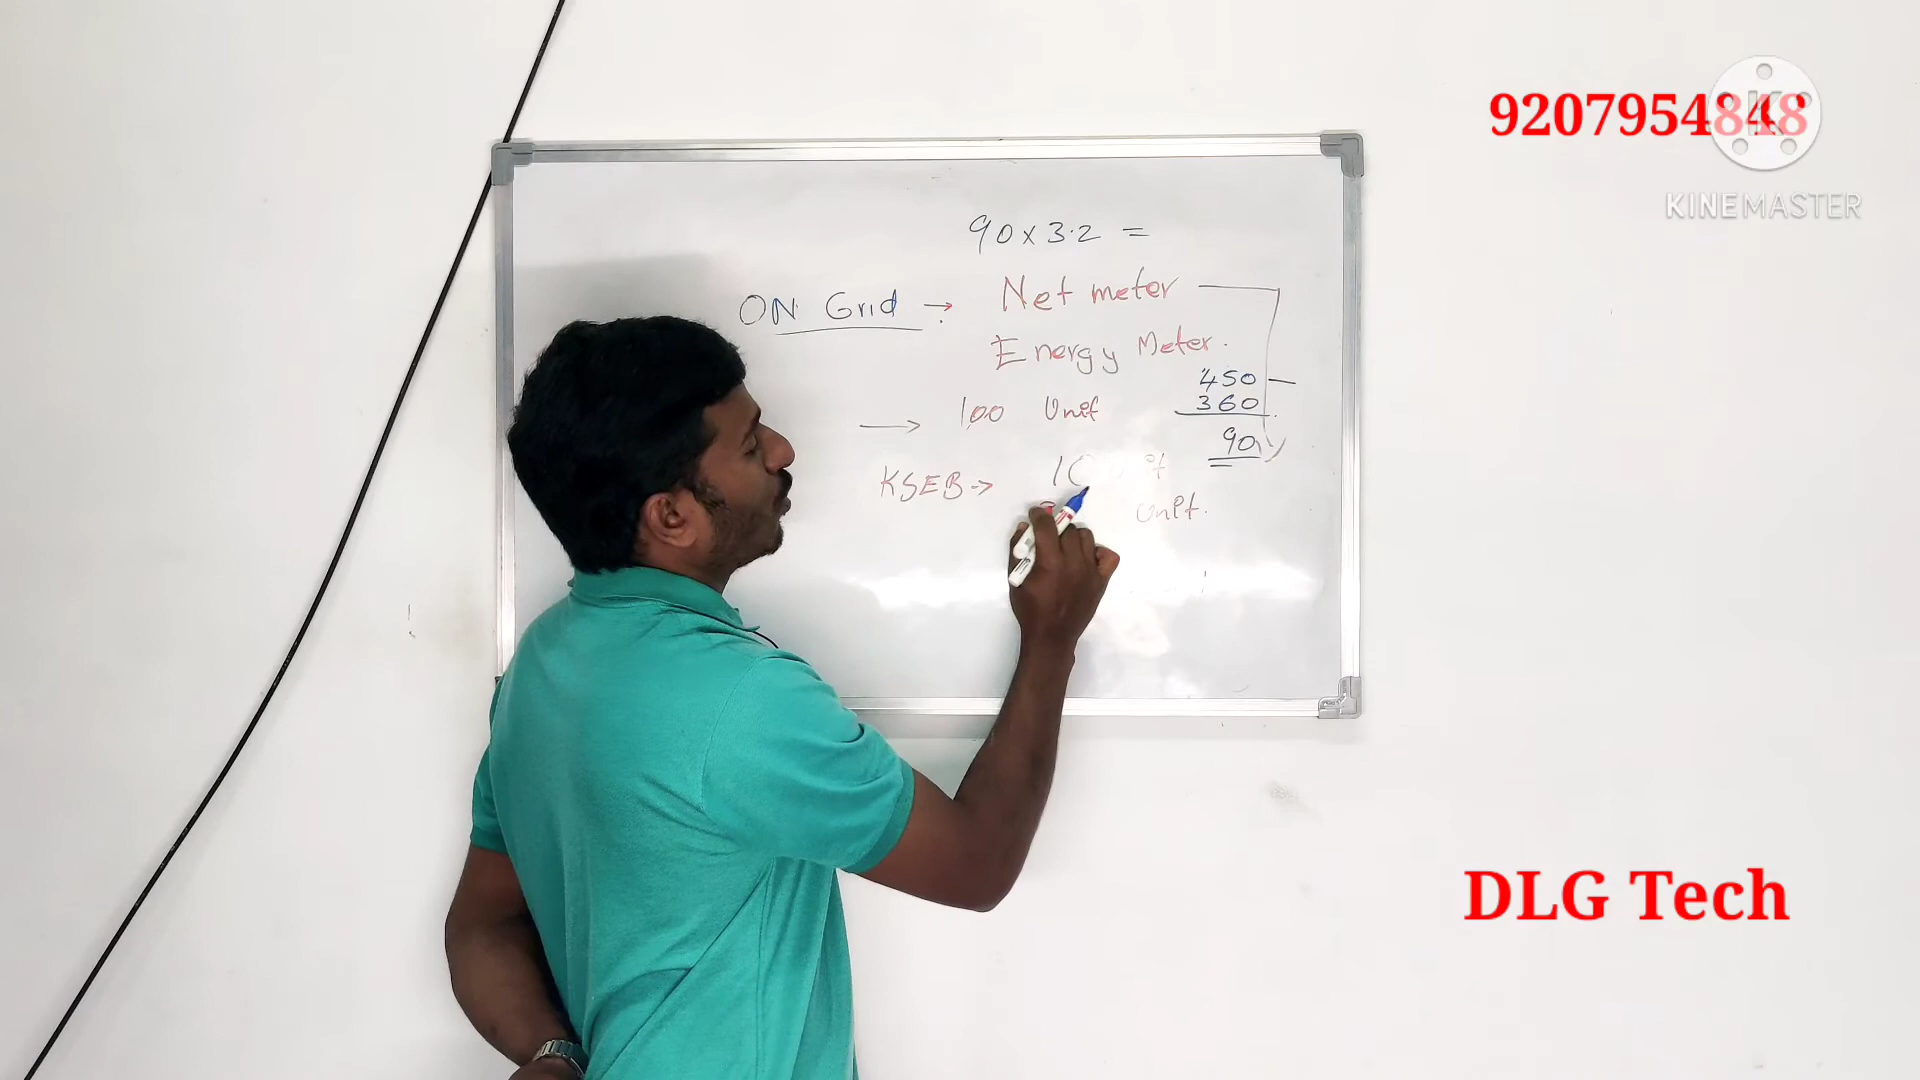 9207954848
KINEMASTER
90 x 3.2 =
ON Grid → Net meter
Energy Meter.
450
360
90
→ 100 Unit
KSEB →
Unit.
DLG Tech